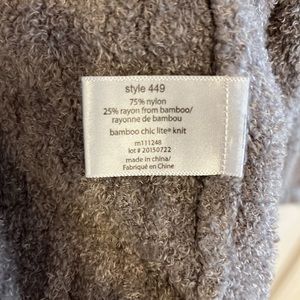 style 449
75% nylon
25% rayon from bamboo/
rayonne de bambou
bamboo chic lite® knit
m111248
lot # 20150722
made in china/
Fabriqué en Chine